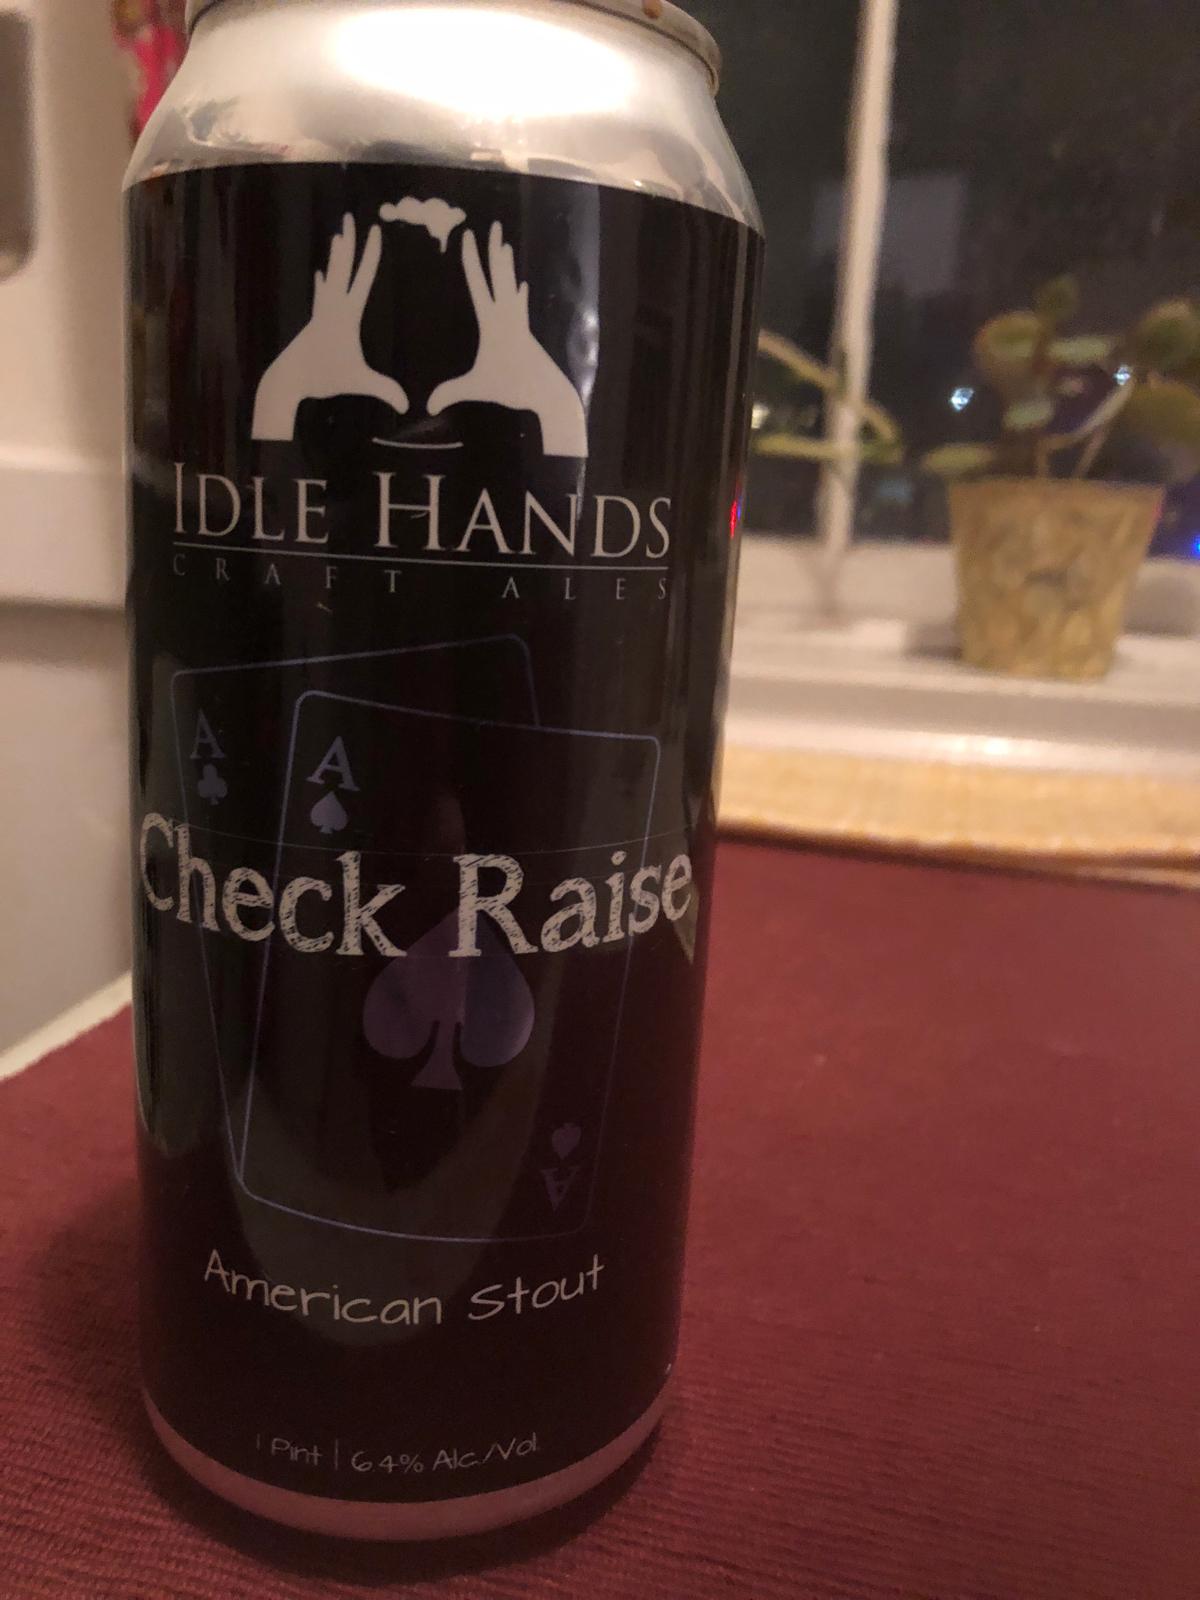 IDLE HANDS
CRAFT ALES
A
A
Check Raise
A
American Stout
1 Pint | 6.4% Alc./Vol.